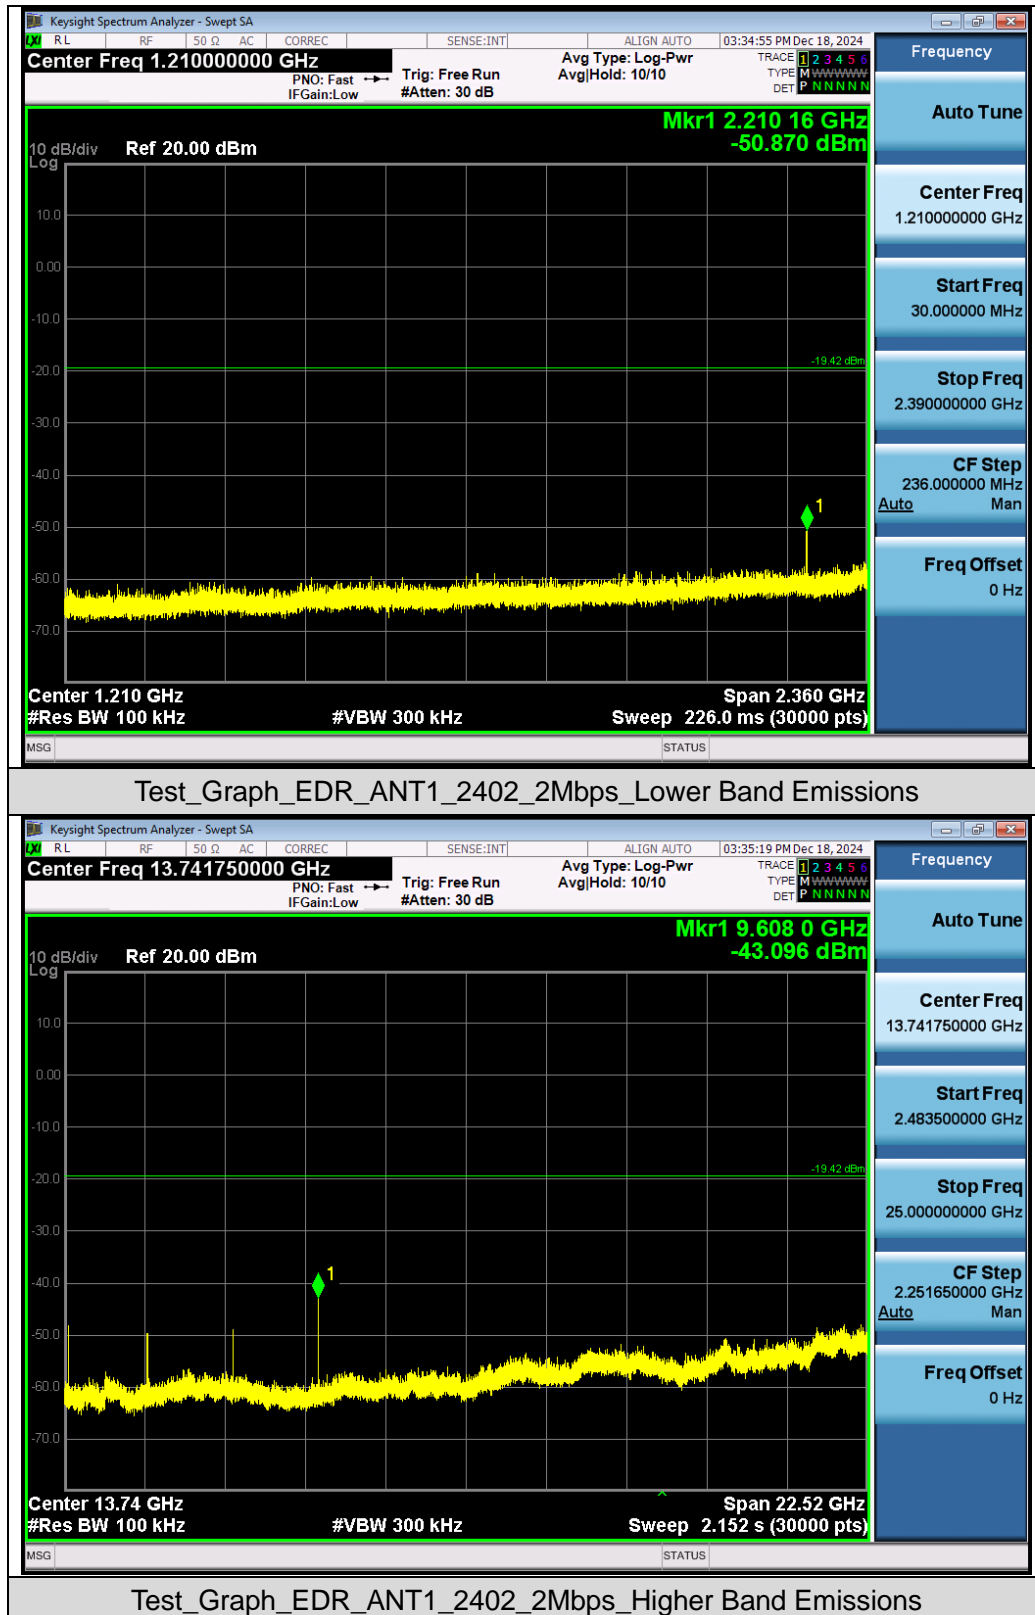 Keysight Spectrum Analyzer - Swept SA
LXI RL RF 50 Ω AC CORREC SENSE:INT ALIGN AUTO 03:34:55 PM Dec 18, 2024
Center Freq 1.210000000 GHz
PNO: Fast
IFGain:Low
Trig: Free Run
#Atten: 30 dB
Avg Type: Log-Pwr
Avg|Hold: 10/10
TRACE 1 2 3 4 5 6
TYPE M WWWWW
DET P N N N N N
Mkr1 2.210 16 GHz
-50.870 dBm
10 dB/div Ref 20.00 dBm
Log
10.0
0.00
-10.0
-19.42 dBm
-20.0
-30.0
-40.0
1
-50.0
-60.0
-70.0
Center 1.210 GHz Span 2.360 GHz
#Res BW 100 kHz #VBW 300 kHz Sweep 226.0 ms (30000 pts)
MSG STATUS
Frequency
Auto Tune
Center Freq
1.210000000 GHz
Start Freq
30.000000 MHz
Stop Freq
2.390000000 GHz
CF Step
236.000000 MHz
Auto Man
Freq Offset
0 Hz
Test_Graph_EDR_ANT1_2402_2Mbps_Lower Band Emissions
Keysight Spectrum Analyzer - Swept SA
LXI RL RF 50 Ω AC CORREC SENSE:INT ALIGN AUTO 03:35:19 PM Dec 18, 2024
Center Freq 13.741750000 GHz
PNO: Fast
IFGain:Low
Trig: Free Run
#Atten: 30 dB
Avg Type: Log-Pwr
Avg|Hold: 10/10
TRACE 1 2 3 4 5 6
TYPE M WWWWW
DET P N N N N N
Mkr1 9.608 0 GHz
-43.096 dBm
10 dB/div Ref 20.00 dBm
Log
10.0
0.00
-10.0
-19.42 dBm
-20.0
-30.0
1
-40.0
-50.0
-60.0
-70.0
Center 13.74 GHz Span 22.52 GHz
#Res BW 100 kHz #VBW 300 kHz Sweep 2.152 s (30000 pts)
MSG STATUS
Frequency
Auto Tune
Center Freq
13.741750000 GHz
Start Freq
2.483500000 GHz
Stop Freq
25.000000000 GHz
CF Step
2.251650000 GHz
Auto Man
Freq Offset
0 Hz
Test_Graph_EDR_ANT1_2402_2Mbps_Higher Band Emissions